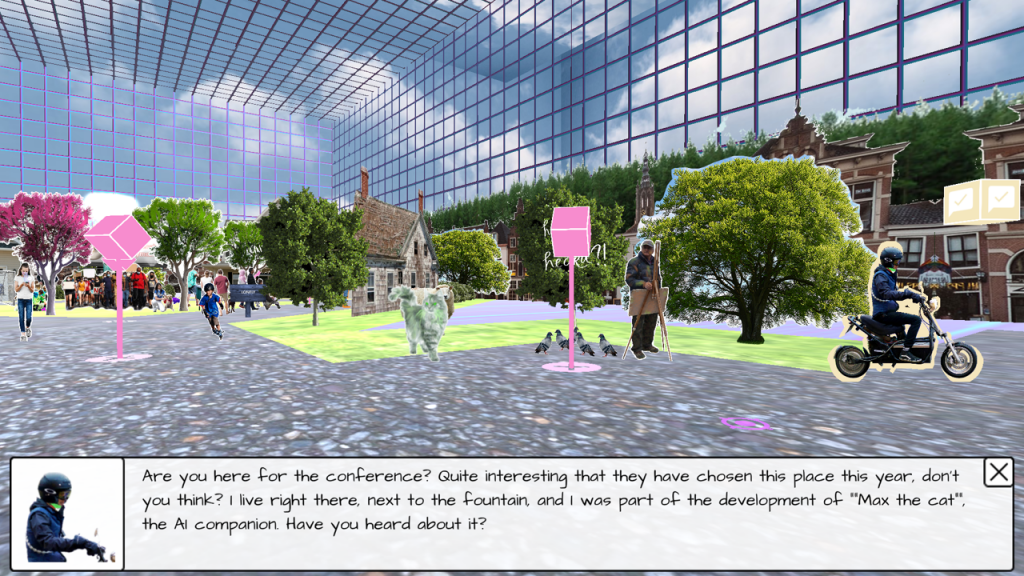 Are you here for the conference? Quite interesting that they have chosen this place this year, don't
you think? I live right there, next to the fountain, and I was part of the development of ""Max the cat"",
the AI companion. Have you heard about it?